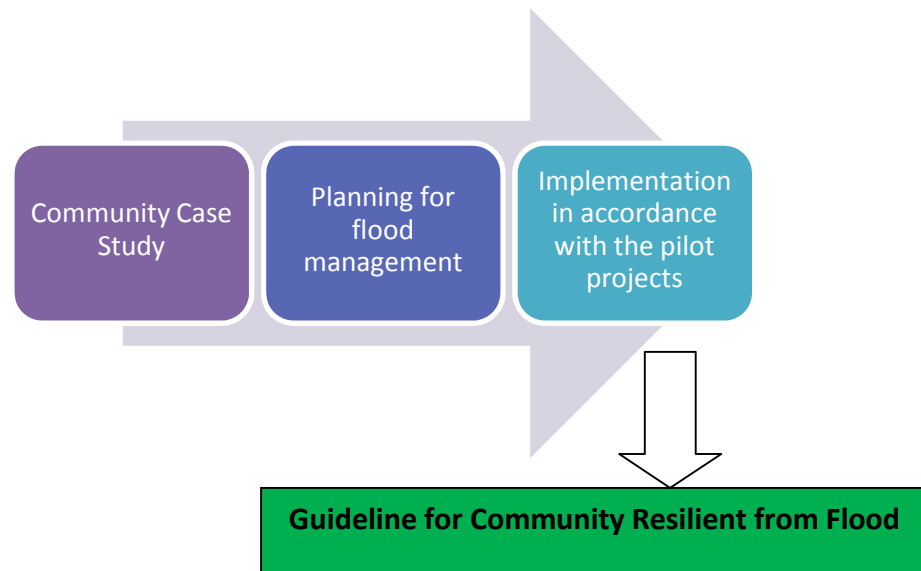 Community Case
Study
Planning for
flood
management
Implementation
in accordance
with the pilot
projects
Guideline for Community Resilient from Flood